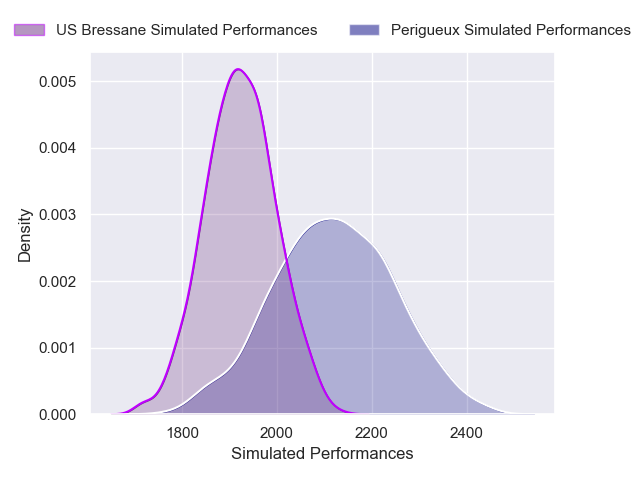 US Bressane Simulated Performances Perigueux Simulated Performances
0.005
0.004
0.003
0.002
0.001
0.000
Density
1800 2000 2200 2400
Simulated Performances